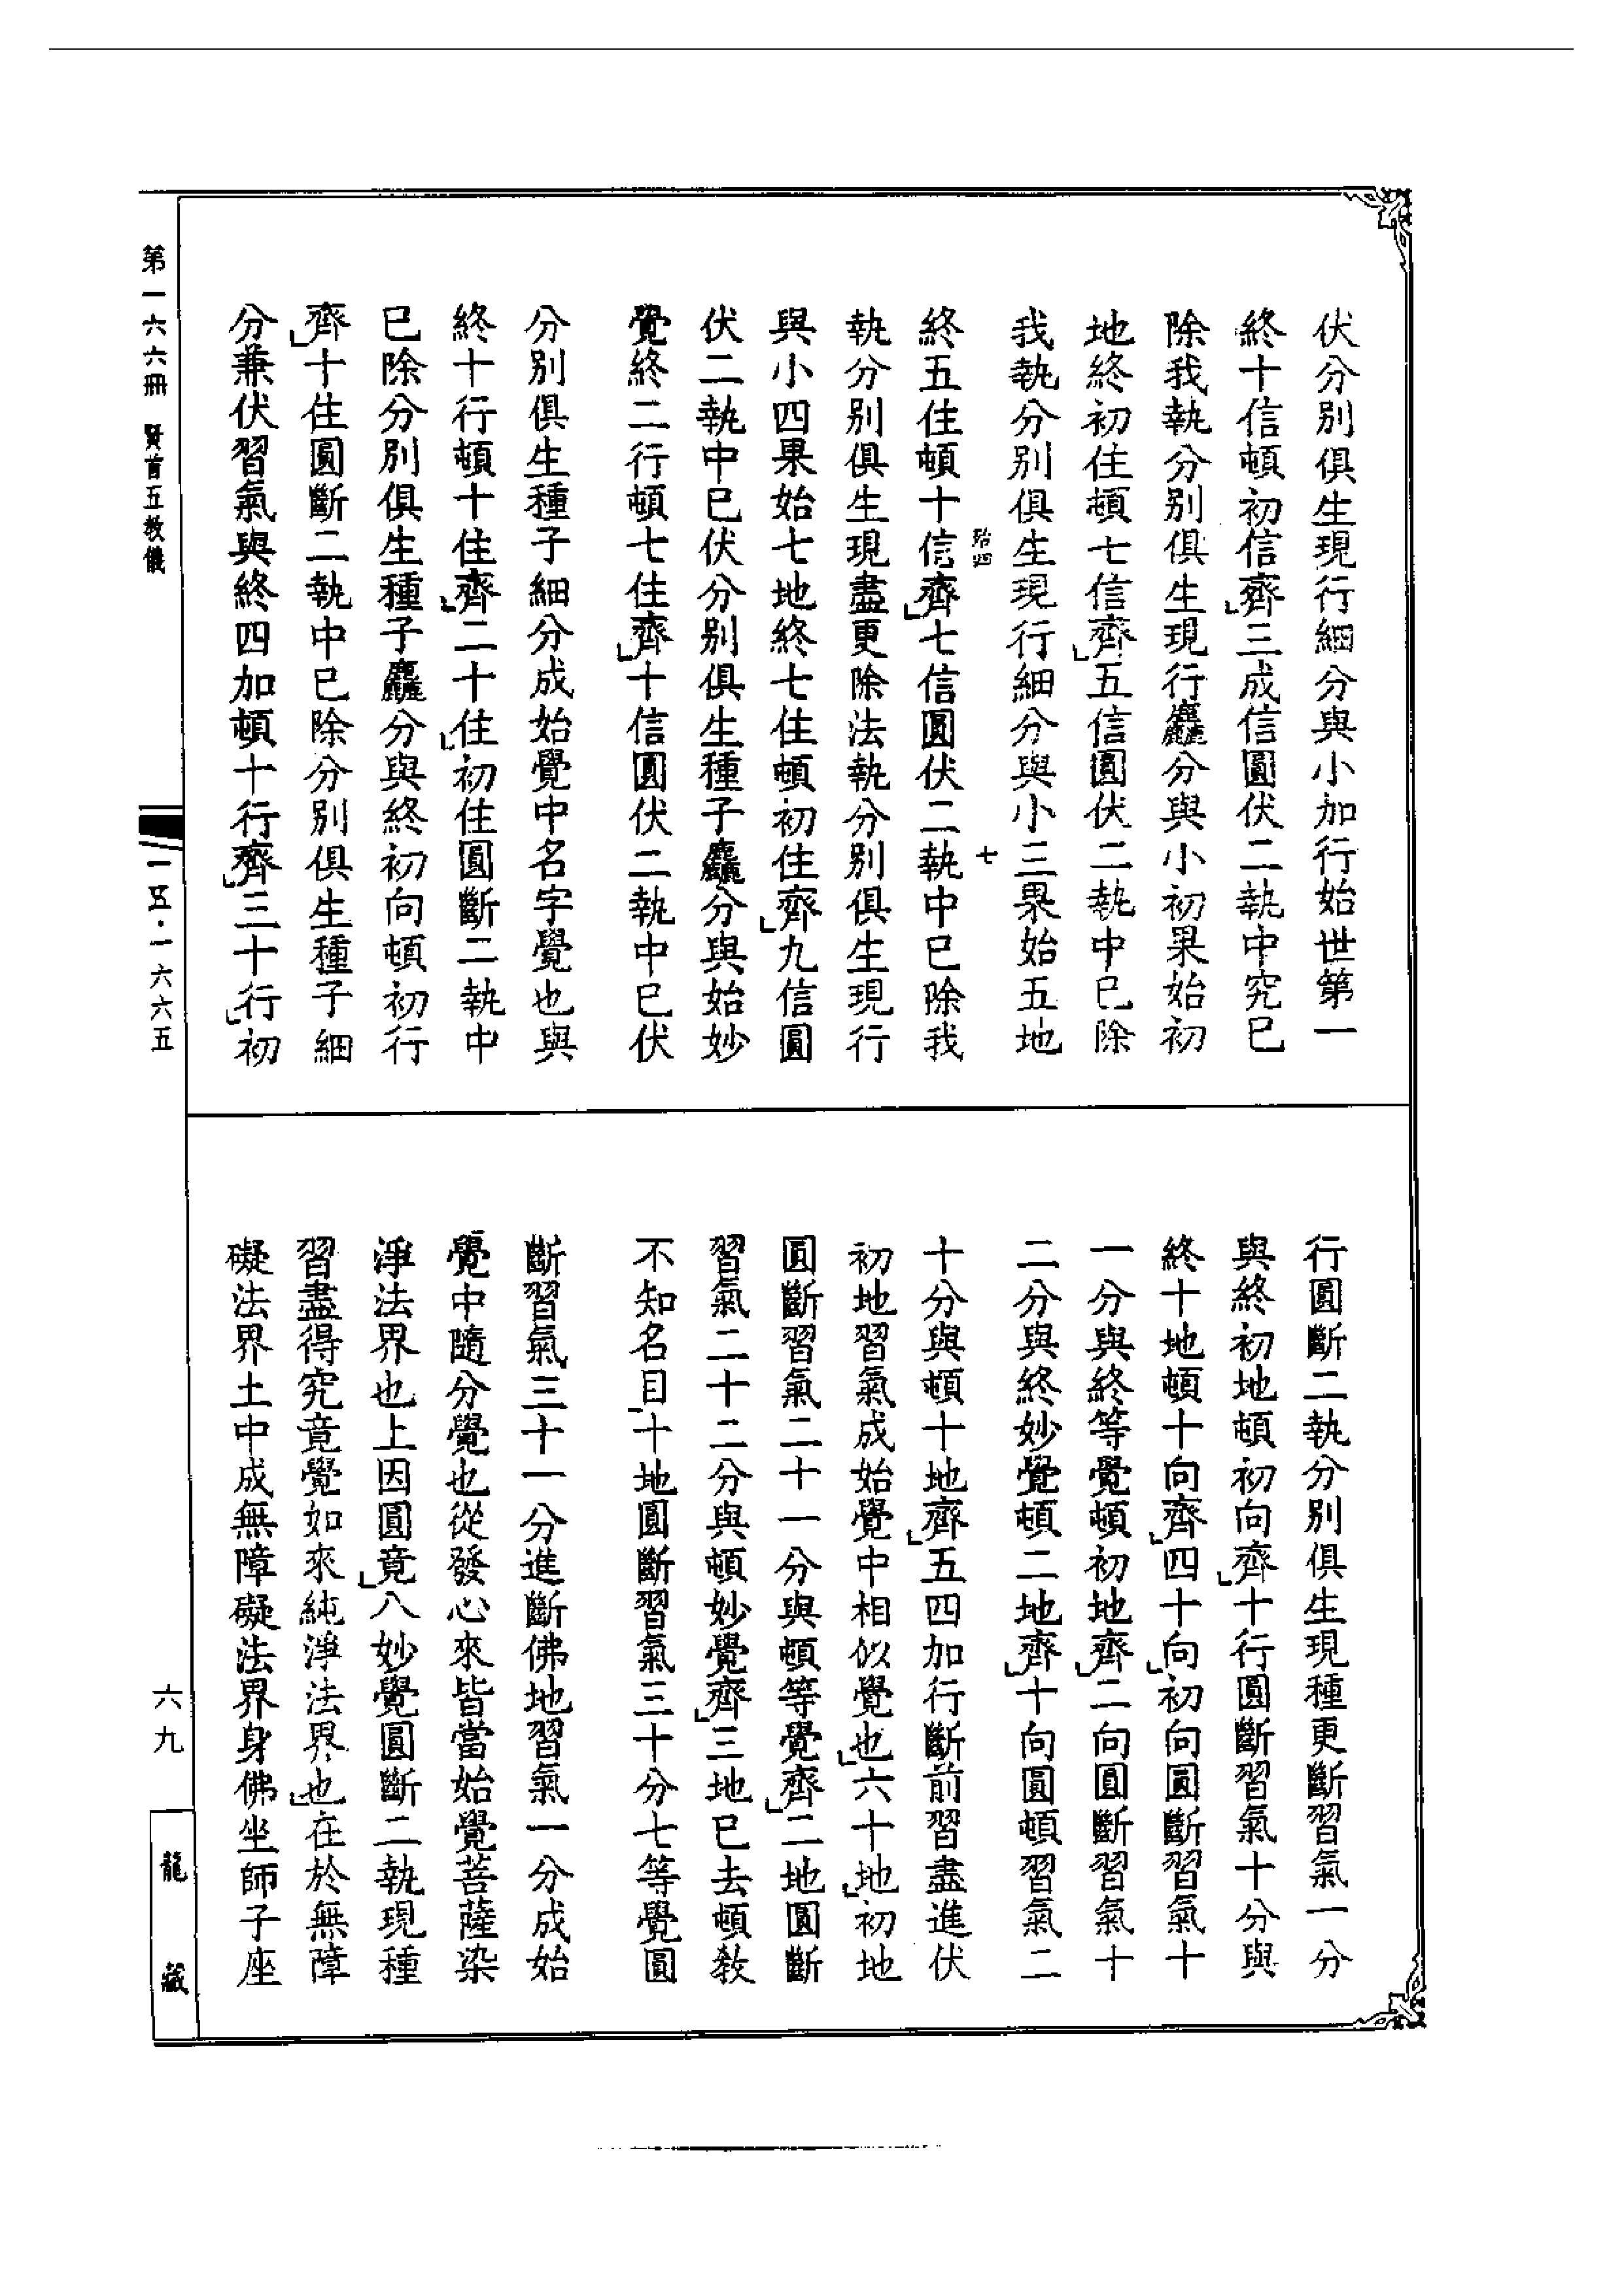 伏分別俱生現行細分與小加行始世第一
終十信頓初信齊三成信圓伏二執中究已
除我執分別俱生現行麤分與小初果始初
地終初住頓七信齊五信圓伏二執中已除
我執分別俱生現行細分與小三果始五地
終五住頓十信齊七信圓伏二執中已除我
執分別俱生現盡更除法執分別俱生現行
與小四果始七地終七住頓初住齊九信圓
伏二執中已伏分別俱生種子麤分與始妙
覺終二行頓七住齊十信圓伏二執中已伏
分別俱生種子細分成始覺中名字覺也與
終十行頓十住齊二十住初住圓斷二執中
已除分別俱生種子麤分與終初向頓初行
齊十住圓斷二執中已除分別俱生種子細
分兼伏習氣與終四加頓十行齊三十行初
行圓斷二執分別俱生現種更斷習氣一分
與終初地頓初向齊十行圓斷習氣十分與
終十地頓十向齊四十向初向圓斷習氣十
一分與終等覺頓初地齊二向圓斷習氣十
二分與終妙覺頓二地齊十向圓頓習氣二
十分與頓十地齊五四加行斷前習盡進伏
初地習氣成始覺中相似覺也六十地初地
圓斷習氣二十一分與頓等覺齊二地圓斷
習氣二十二分與頓妙覺齊三地已去頓教
不知名目十地圓斷習氣三十分七等覺圓
斷習氣三十一分進斷佛地習氣一分成始
覺中隨分覺也從發心來皆當始覺菩薩染
淨法界也上因圓竟八妙覺圓斷二執現種
習盡得究竟覺如來純淨法界也在於無障
礙法界土中成無障礙法界身佛坐師子座
七
第一六六冊 賢首五教儀
一五·一六六五
六九
龍藏